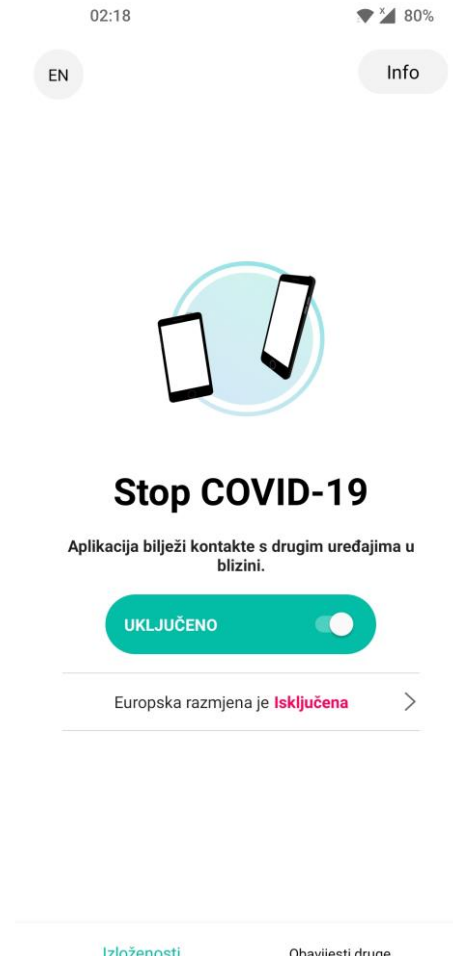 02:18
80%
EN
Info
Stop COVID-19
Aplikacija bilježi kontakte s drugim uređajima u
blizini.
UKLJUČENO
Europska razmjena je Isključena
Izloženosti
Obavijesti druge